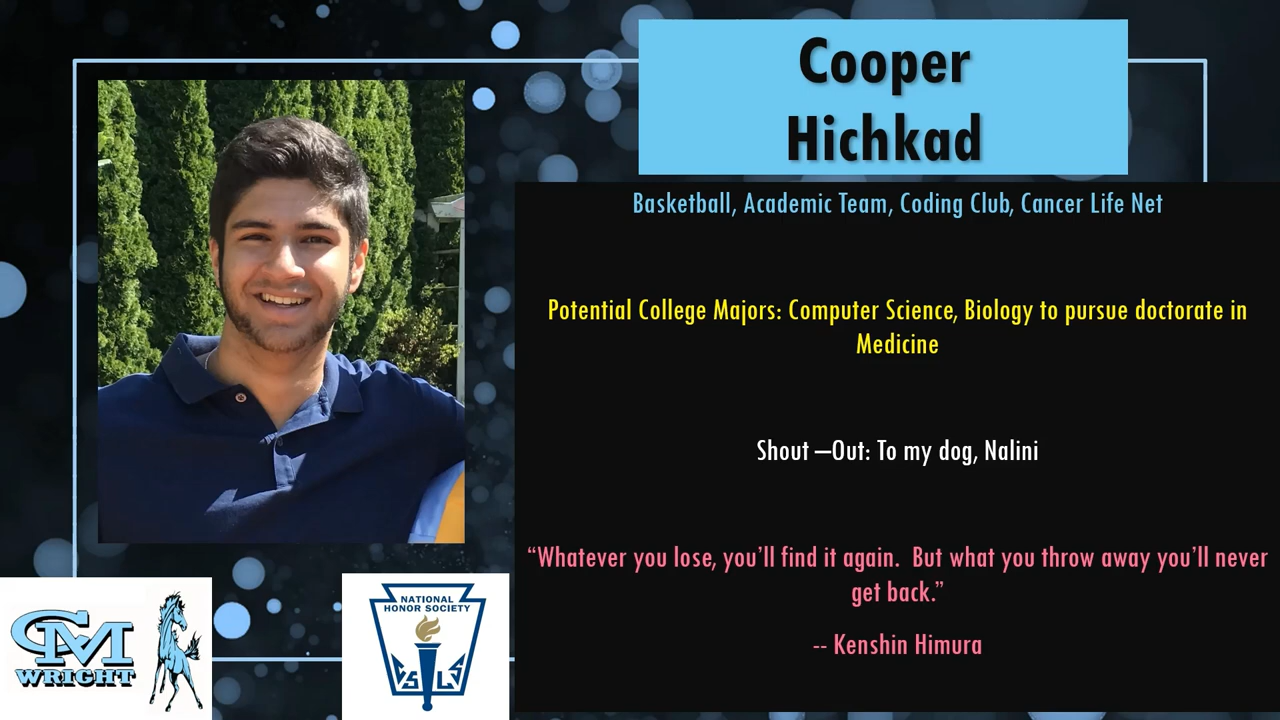 Cooper
Hichkad
Basketball, Academic Team, Coding Club, Cancer Life Net
Potential College Majors: Computer Science, Biology to pursue doctorate in
Medicine
Shout –Out: To my dog, Nalini
“Whatever you lose, you’ll find it again.  But what you throw away you’ll never
get back.”
-- Kenshin Himura
CM
WRIGHT
NATIONAL
HONOR SOCIETY
C S L S